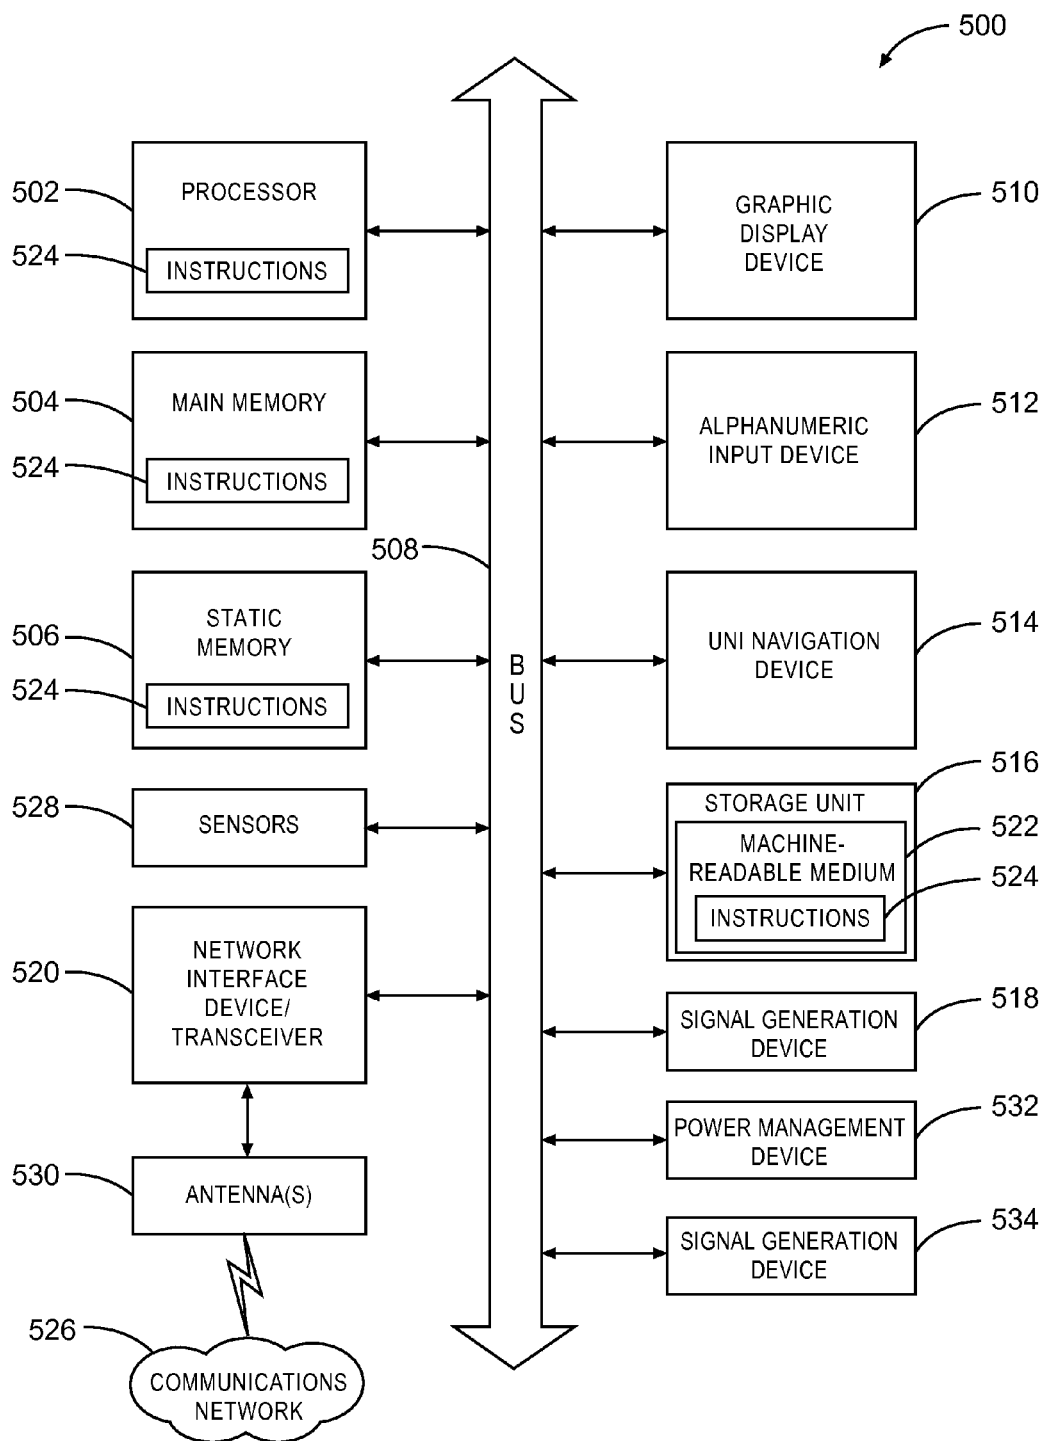 500
502
PROCESSOR
524
INSTRUCTIONS
504
MAIN MEMORY
524
INSTRUCTIONS
508
506
STATIC
MEMORY
524
INSTRUCTIONS
528
SENSORS
520
NETWORK
INTERFACE
DEVICE/
TRANSCEIVER
530
ANTENNA(S)
526
COMMUNICATIONS
NETWORK
B
U
S
GRAPHIC
DISPLAY
DEVICE
510
ALPHANUMERIC
INPUT DEVICE
512
UNI NAVIGATION
DEVICE
514
516
STORAGE UNIT
522
MACHINE-
READABLE MEDIUM
524
INSTRUCTIONS
518
SIGNAL GENERATION
DEVICE
532
POWER MANAGEMENT
DEVICE
534
SIGNAL GENERATION
DEVICE